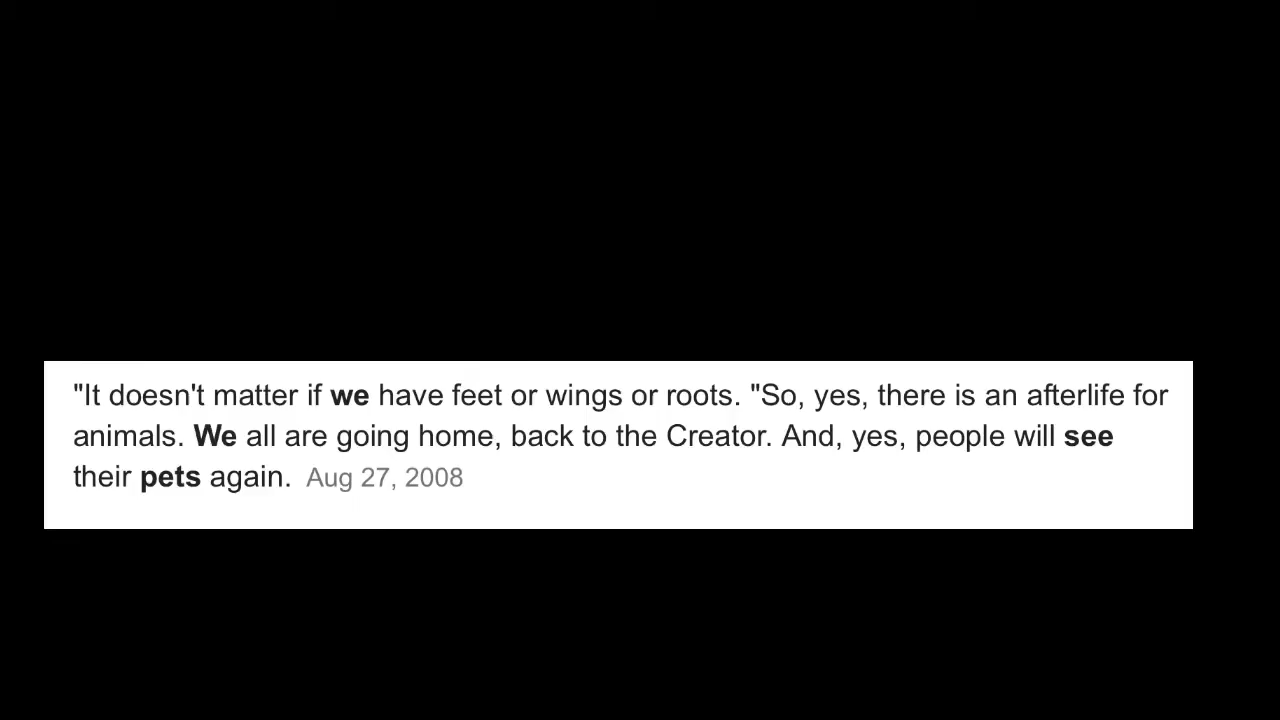 "It doesn't matter if we have feet or wings or roots. "So, yes, there is an afterlife for
animals. We all are going home, back to the Creator. And, yes, people will see
their pets again. Aug 27, 2008